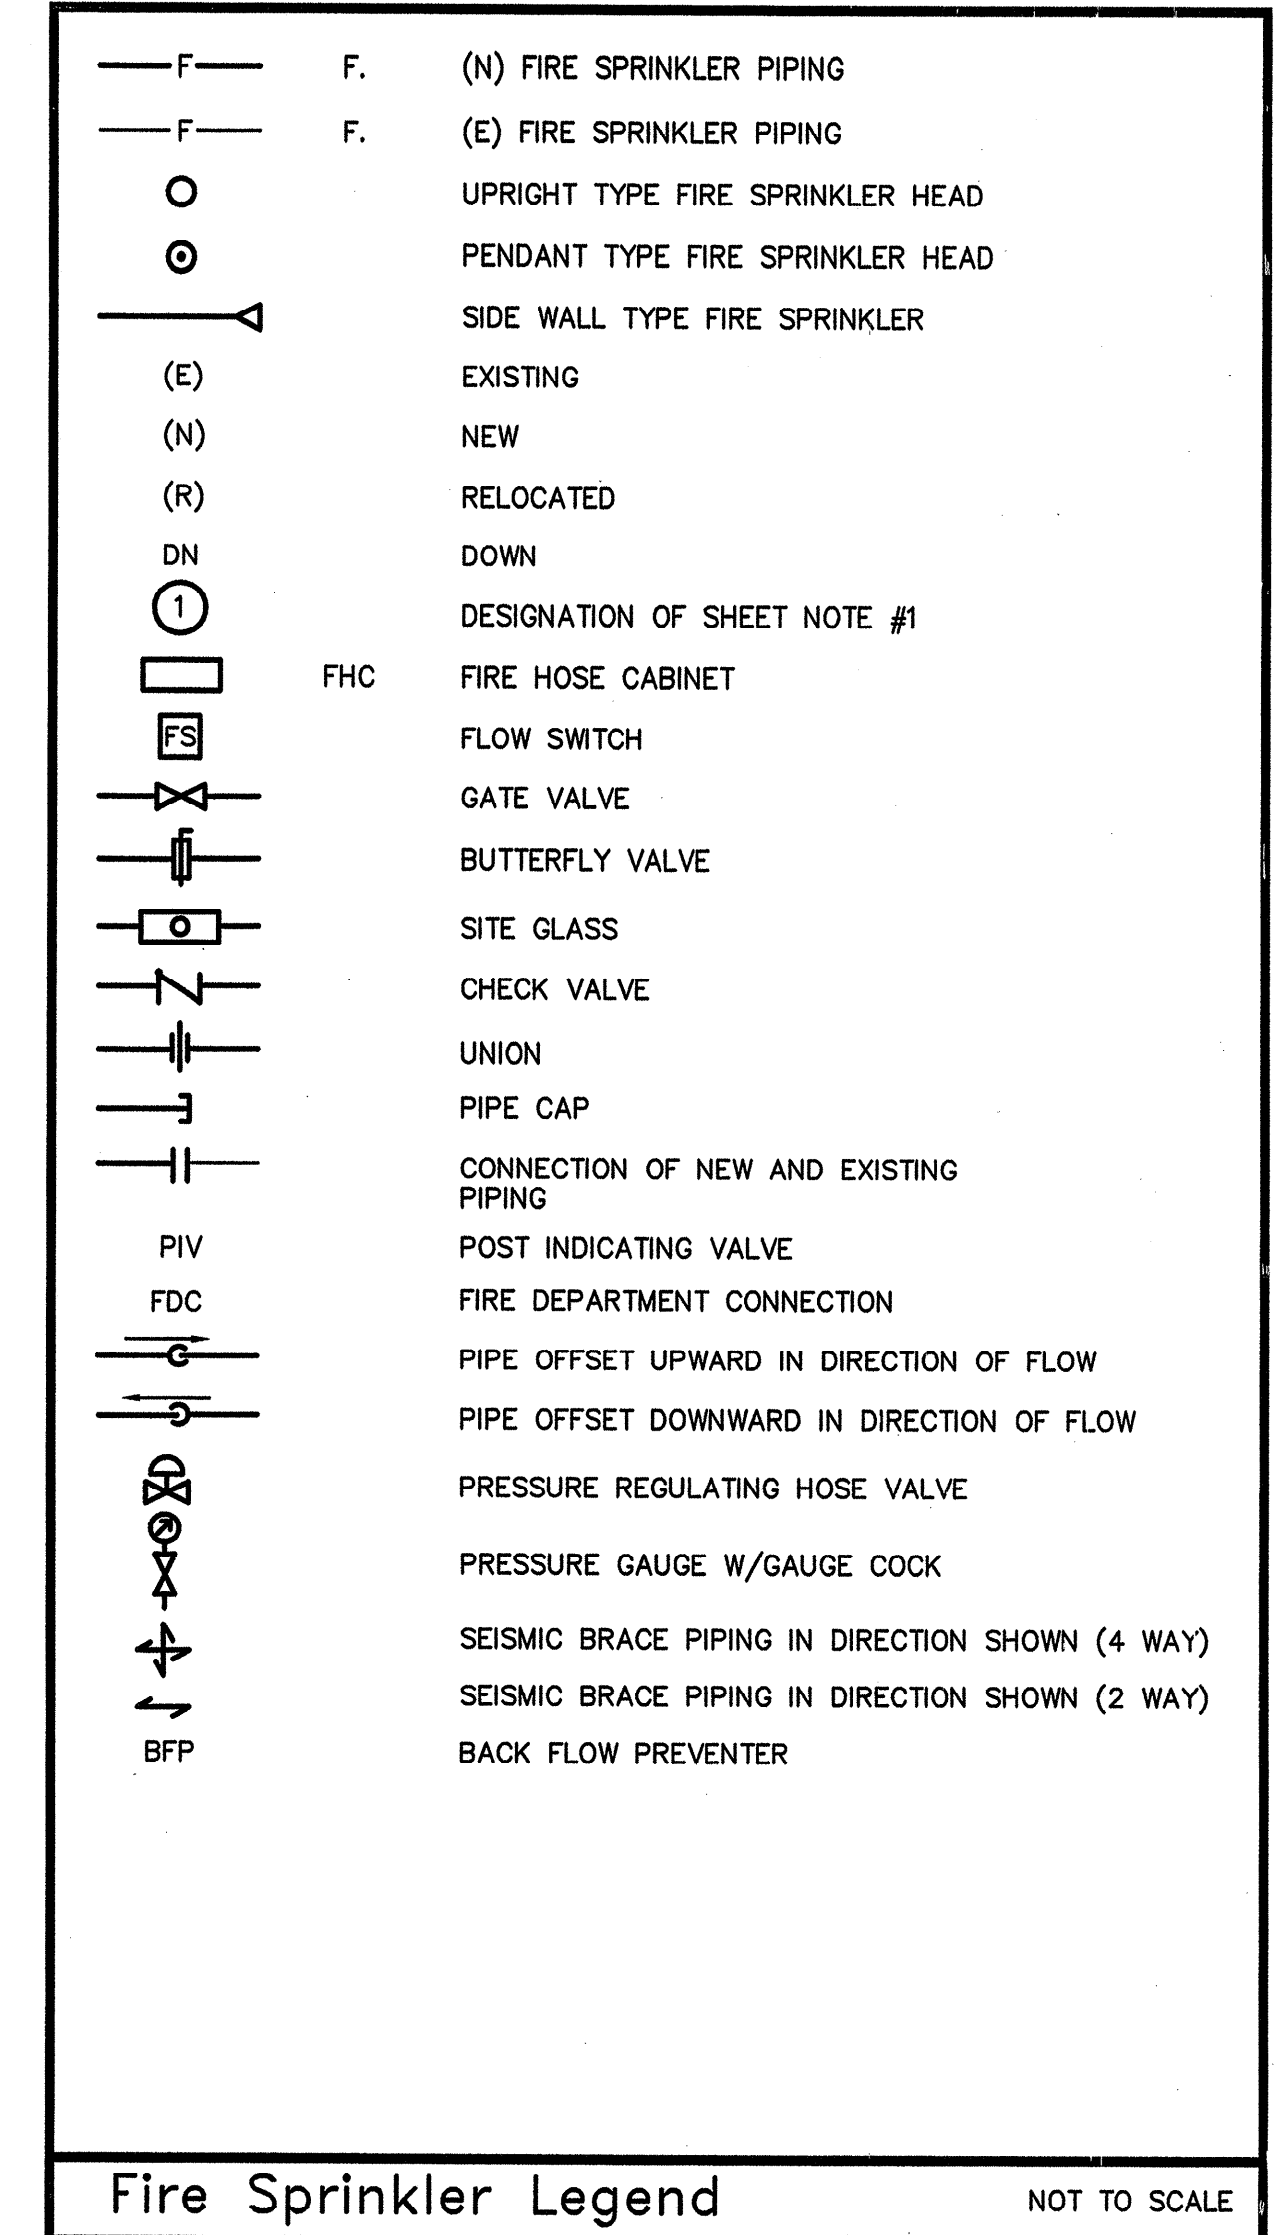 F F. (N) FIRE SPRINKLER PIPING
F F. (E) FIRE SPRINKLER PIPING
UPRIGHT TYPE FIRE SPRINKLER HEAD
PENDANT TYPE FIRE SPRINKLER HEAD
SIDE WALL TYPE FIRE SPRINKLER
(E) EXISTING
(N) NEW
(R) RELOCATED
DN DOWN
1 DESIGNATION OF SHEET NOTE #1
FHC FIRE HOSE CABINET
FS FLOW SWITCH
GATE VALVE
BUTTERFLY VALVE
SITE GLASS
CHECK VALVE
UNION
PIPE CAP
CONNECTION OF NEW AND EXISTING
PIPING
PIV POST INDICATING VALVE
FDC FIRE DEPARTMENT CONNECTION
PIPE OFFSET UPWARD IN DIRECTION OF FLOW
PIPE OFFSET DOWNWARD IN DIRECTION OF FLOW
PRESSURE REGULATING HOSE VALVE
PRESSURE GAUGE W/GAUGE COCK
SEISMIC BRACE PIPING IN DIRECTION SHOWN (4 WAY)
SEISMIC BRACE PIPING IN DIRECTION SHOWN (2 WAY)
BFP BACK FLOW PREVENTER
Fire Sprinkler Legend NOT TO SCALE